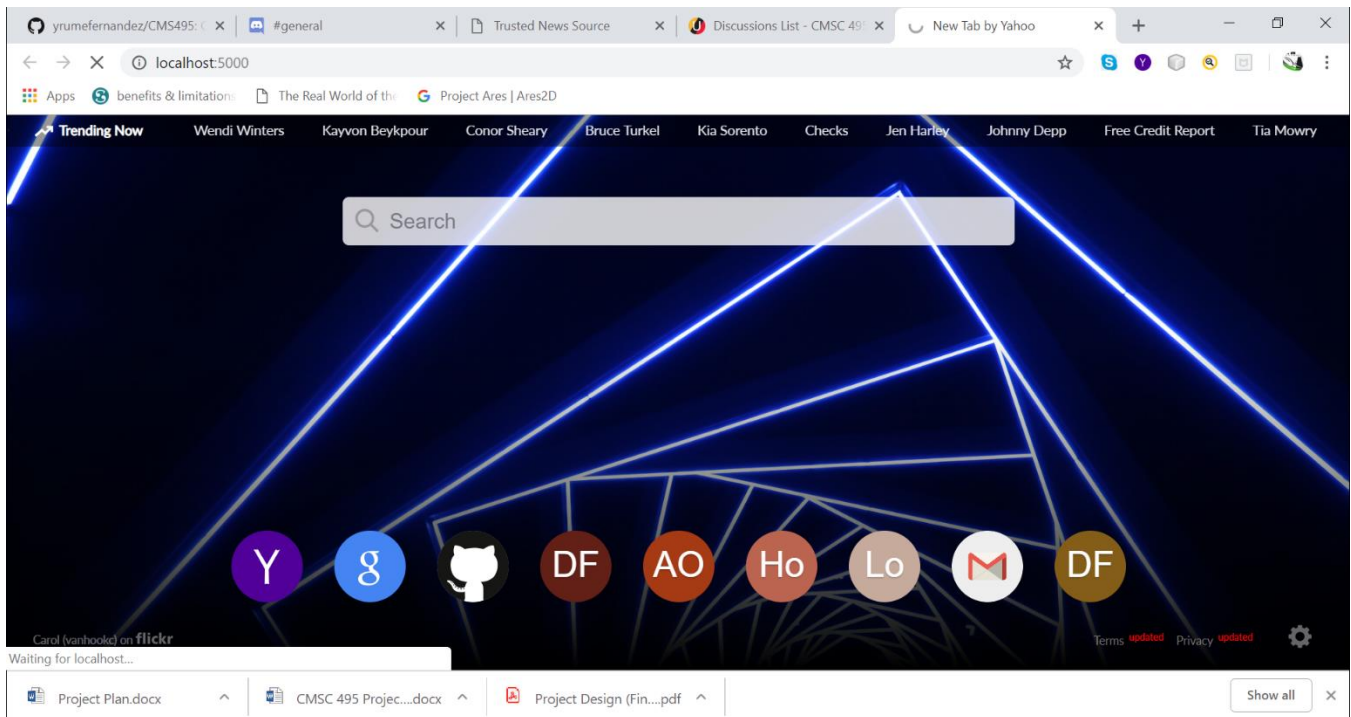 yrumefernandez/CMS495: C
#general
Trusted News Source
Discussions List - CMSC 495
New Tab by Yahoo
localhost:5000
S
Y
Apps
benefits & limitations
The Real World of the
G Project Ares | Ares2D
Trending Now Wendi Winters Kayvon Beykpour Conor Sheary Bruce Turkel Kia Sorento Checks Jen Harley Johnny Depp Free Credit Report Tia Mowry
Search
Y g DF AO Ho Lo M DF
Carol (vanhookc) on flickr
Terms updated Privacy updated
Waiting for localhost...
Project Plan.docx
CMSC 495 Projec....docx
Project Design (Fin....pdf
Show all